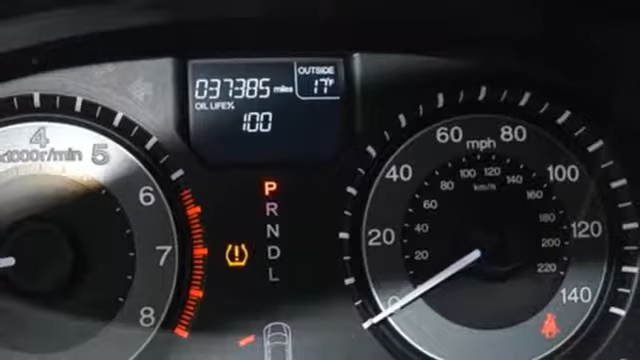 037385 miles
OUTSIDE
17°F
OIL LIFE%
100
4
x1000r/min
5
6
7
8
P
R
N
D
L
(!)
0
20
40
60
mph
80
100
120
140
20
40
60
80
100
km/h
120
140
160
180
200
220